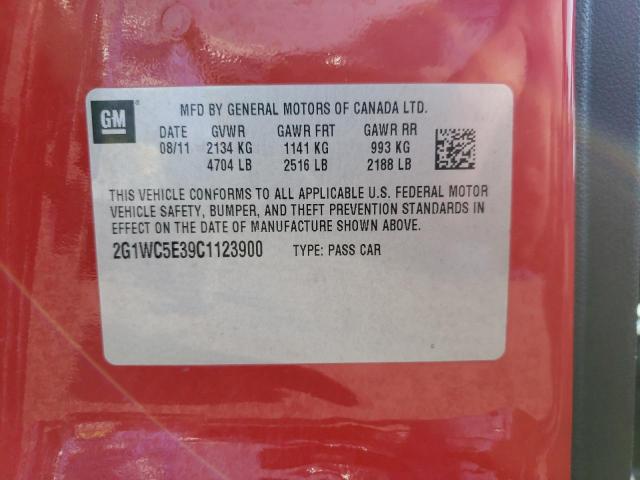 GM ®
MFD BY GENERAL MOTORS OF CANADA LTD.
DATE GVWR GAWR FRT GAWR RR
08/11 2134 KG 1141 KG 993 KG
4704 LB 2516 LB 2188 LB
THIS VEHICLE CONFORMS TO ALL APPLICABLE U.S. FEDERAL MOTOR
VEHICLE SAFETY, BUMPER, AND THEFT PREVENTION STANDARDS IN
EFFECT ON THE DATE OF MANUFACTURE SHOWN ABOVE.
2G1WC5E39C1123900 TYPE: PASS CAR